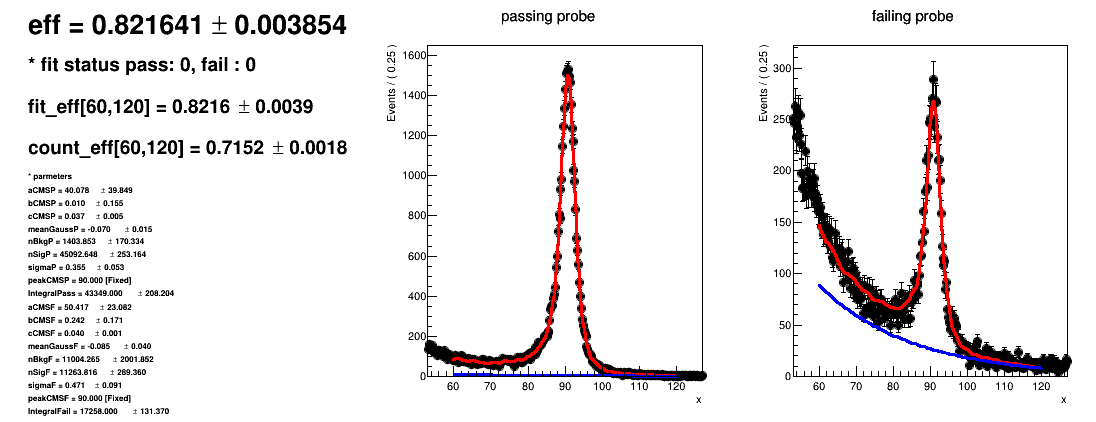 eff = 0.821641 ± 0.003854
* fit status pass: 0, fail : 0
fit_eff[60,120] = 0.8216 ± 0.0039
count_eff[60,120] = 0.7152 ± 0.0018
* parmeters
aCMSP = 40.078 ± 39.849
bCMSP = 0.010 ± 0.155
cCMSP = 0.037 ± 0.005
meanGaussP = -0.070 ± 0.015
nBkgP = 1403.853 ± 170.334
nSigP = 45092.648 ± 253.164
sigmaP = 0.355 ± 0.053
peakCMSP = 90.000 [Fixed]
IntegralPass = 43349.000 ± 208.204
aCMSF = 50.417 ± 23.082
bCMSF = 0.242 ± 0.171
cCMSF = 0.040 ± 0.001
meanGaussF = -0.085 ± 0.040
nBkgF = 11004.265 ± 2001.852
nSigF = 11263.816 ± 289.360
sigmaF = 0.471 ± 0.091
peakCMSF = 90.000 [Fixed]
IntegralFail = 17258.000 ± 131.370
passing probe
Events / ( 0.25 )
1600
1400
1200
1000
800
600
400
200
0
60 70 80 90 100 110 120
x
failing probe
Events / ( 0.25 )
300
250
200
150
100
50
0
60 70 80 90 100 110 120
x